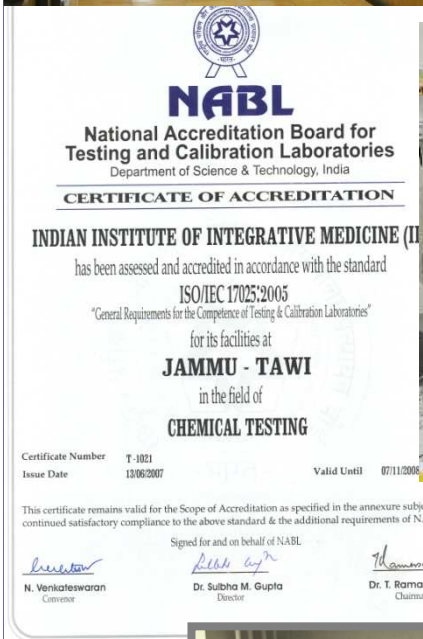 NABL
National Accreditation Board for
Testing and Calibration Laboratories
Department of Science & Technology, India
CERTIFICATE OF ACCREDITATION
INDIAN INSTITUTE OF INTEGRATIVE MEDICINE
has been assessed and accredited in accordance with the standard
ISO/IEC 17025:2005
"General Requirements for the Competence of Testing & Calibration Laboratories"
for its facilities at
JAMMU - TAWI
in the field of
CHEMICAL TESTING
Certificate Number T-1021
Issue Date 13/06/2007 Valid Until 07/11/2008
This certificate remains valid for the Scope of Accreditation as specified in the annexure
continued satisfactory compliance to the above standard & the additional requirements of
Signed for and on behalf of NABL
N. Venkateswaran Dr. Sulbha M. Gupta Dr. T.
Convenor Director